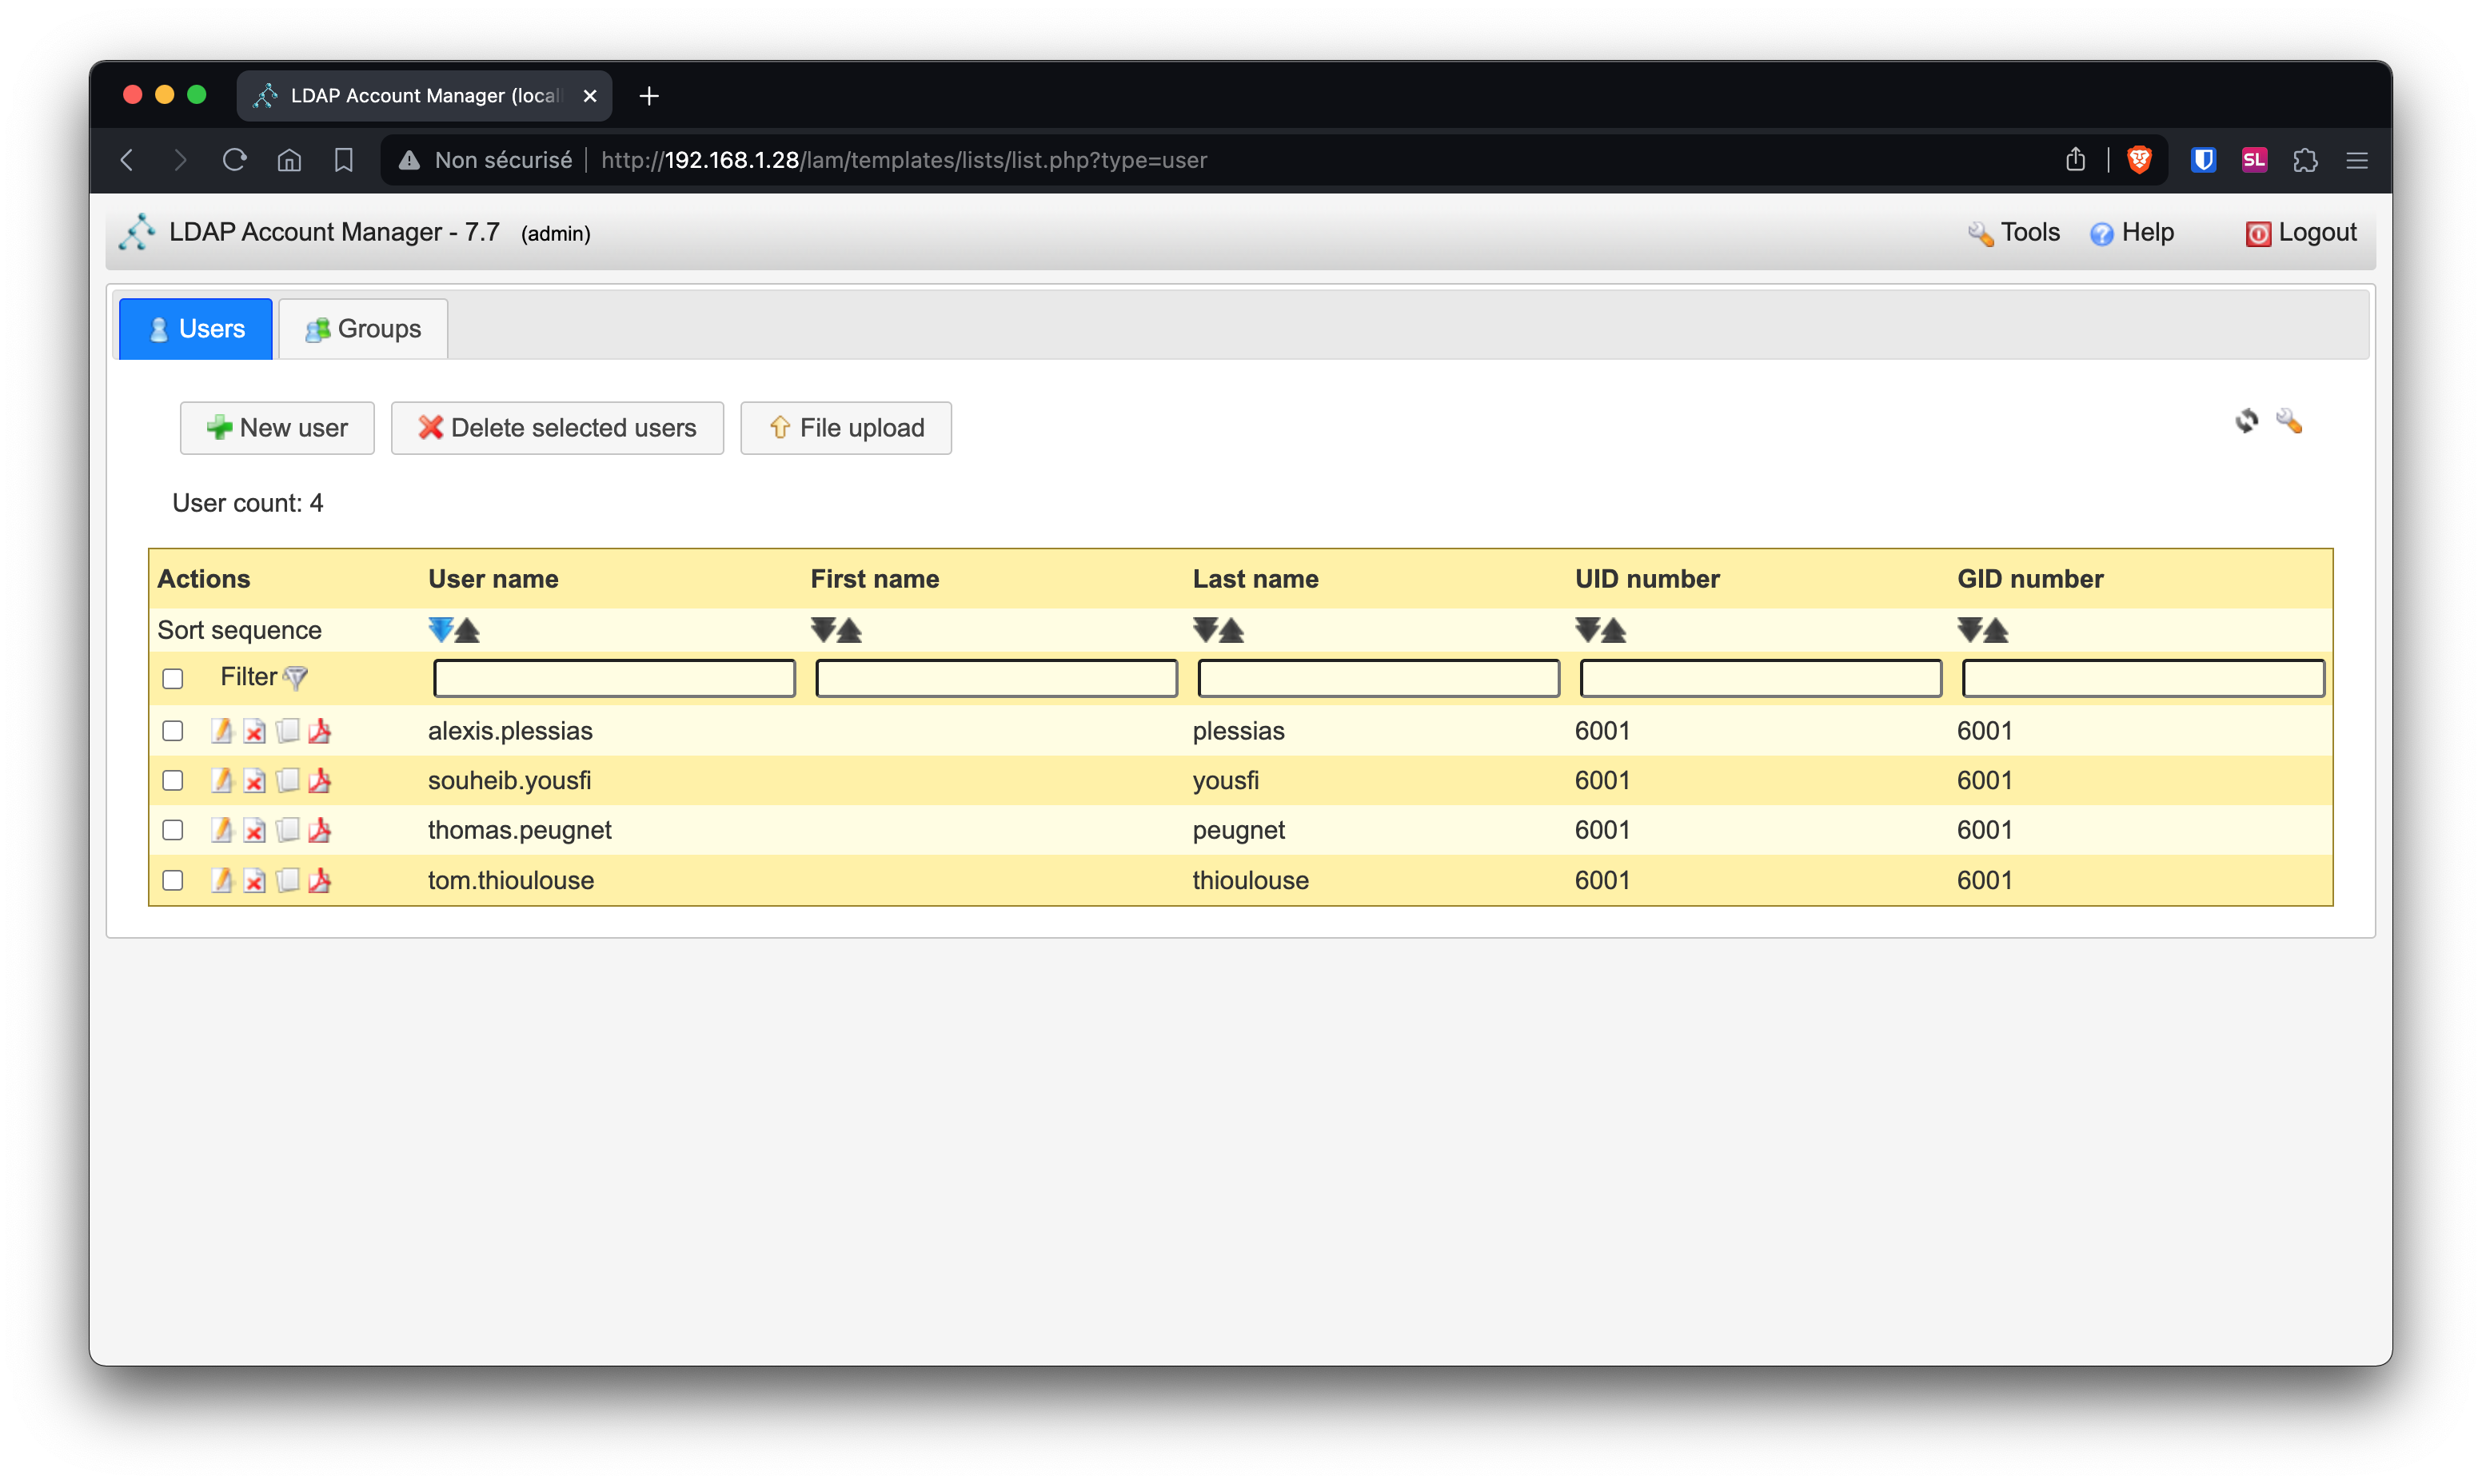 LDAP Account Manager (local
Non sécurisé http://192.168.1.28/lam/templates/lists/list.php?type=user SL
LDAP Account Manager - 7.7 (admin) Tools Help Logout
Users Groups
New user Delete selected users File upload
User count: 4
Actions User name First name Last name UID number GID number
Sort sequence
Filter
alexis.plessias plessias 6001 6001
souheib.yousfi yousfi 6001 6001
thomas.peugnet peugnet 6001 6001
tom.thioulouse thioulouse 6001 6001